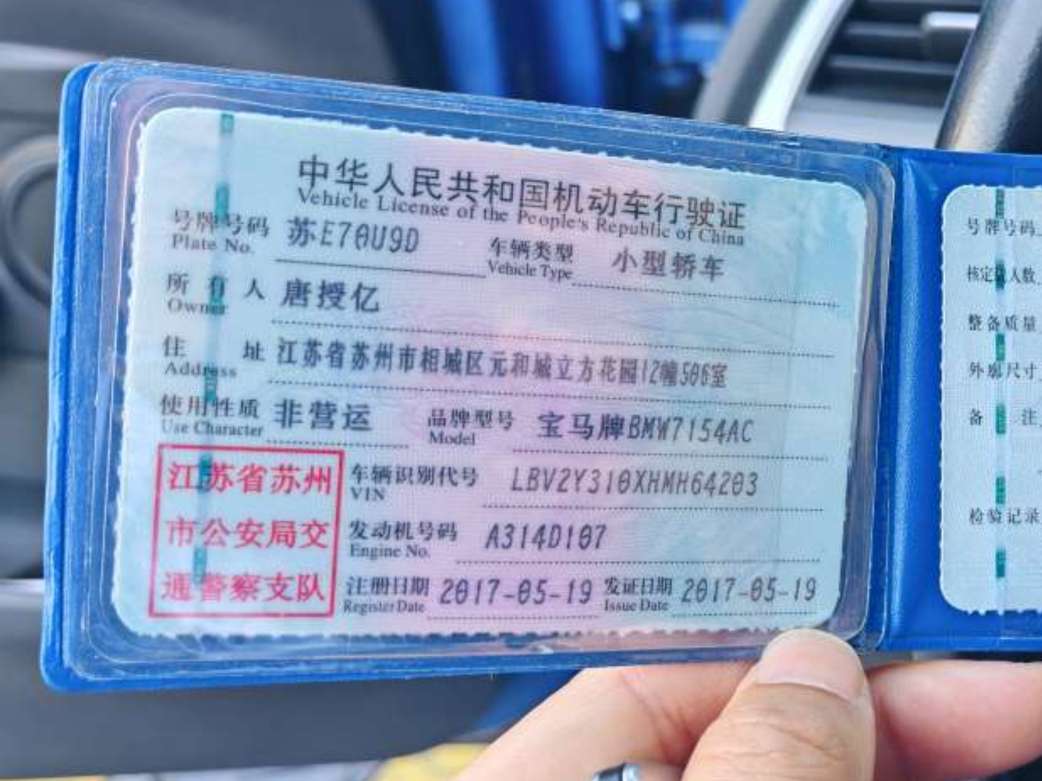 中华人民共和国机动车行驶证
Vehicle License of the People's Republic of China
号牌号码 苏E70U9D 车辆类型 小型轿车
Plate No. Vehicle Type
所有人 唐授亿
Owner
住址 江苏省苏州市相城区元和城立方花园12幢506室
Address
使用性质 非营运 品牌型号 宝马牌BMW7154AC
Use Character Model
江苏省苏州
市公安局交
通警察支队
车辆识别代号 LBV2Y310XHMH64203
VIN
发动机号码 A314D107
Engine No.
注册日期 2017-05-19 发证日期 2017-05-19
Register Date Issue Date
号牌号码
核定载人数
整备质量
外廓尺寸
备注
检验记录